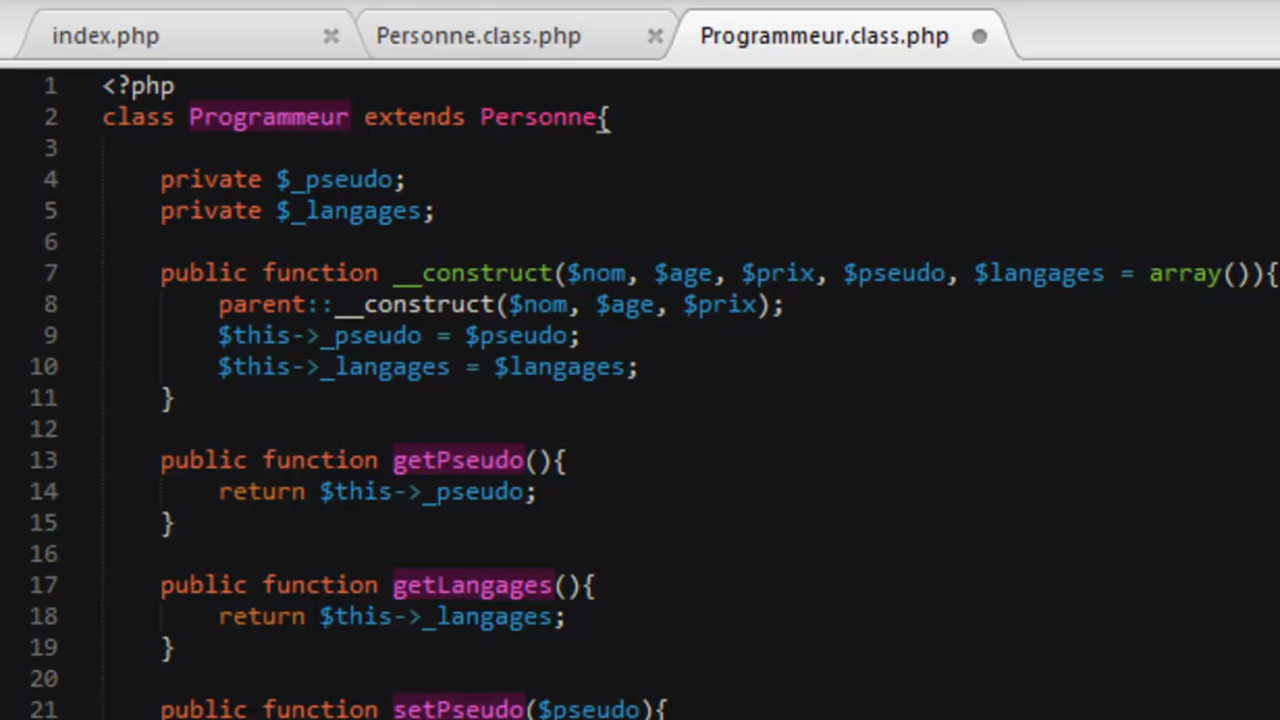 index.php Personne.class.php Programmeur.class.php
1 <?php
2 class Programmeur extends Personne{
3
4 private $_pseudo;
5 private $_langages;
6
7 public function __construct($nom, $age, $prix, $pseudo, $langages = array()){
8 parent::__construct($nom, $age, $prix);
9 $this->_pseudo = $pseudo;
10 $this->_langages = $langages;
11 }
12
13 public function getPseudo(){
14 return $this->_pseudo;
15 }
16
17 public function getLangages(){
18 return $this->_langages;
19 }
20
21 public function setPseudo($pseudo){